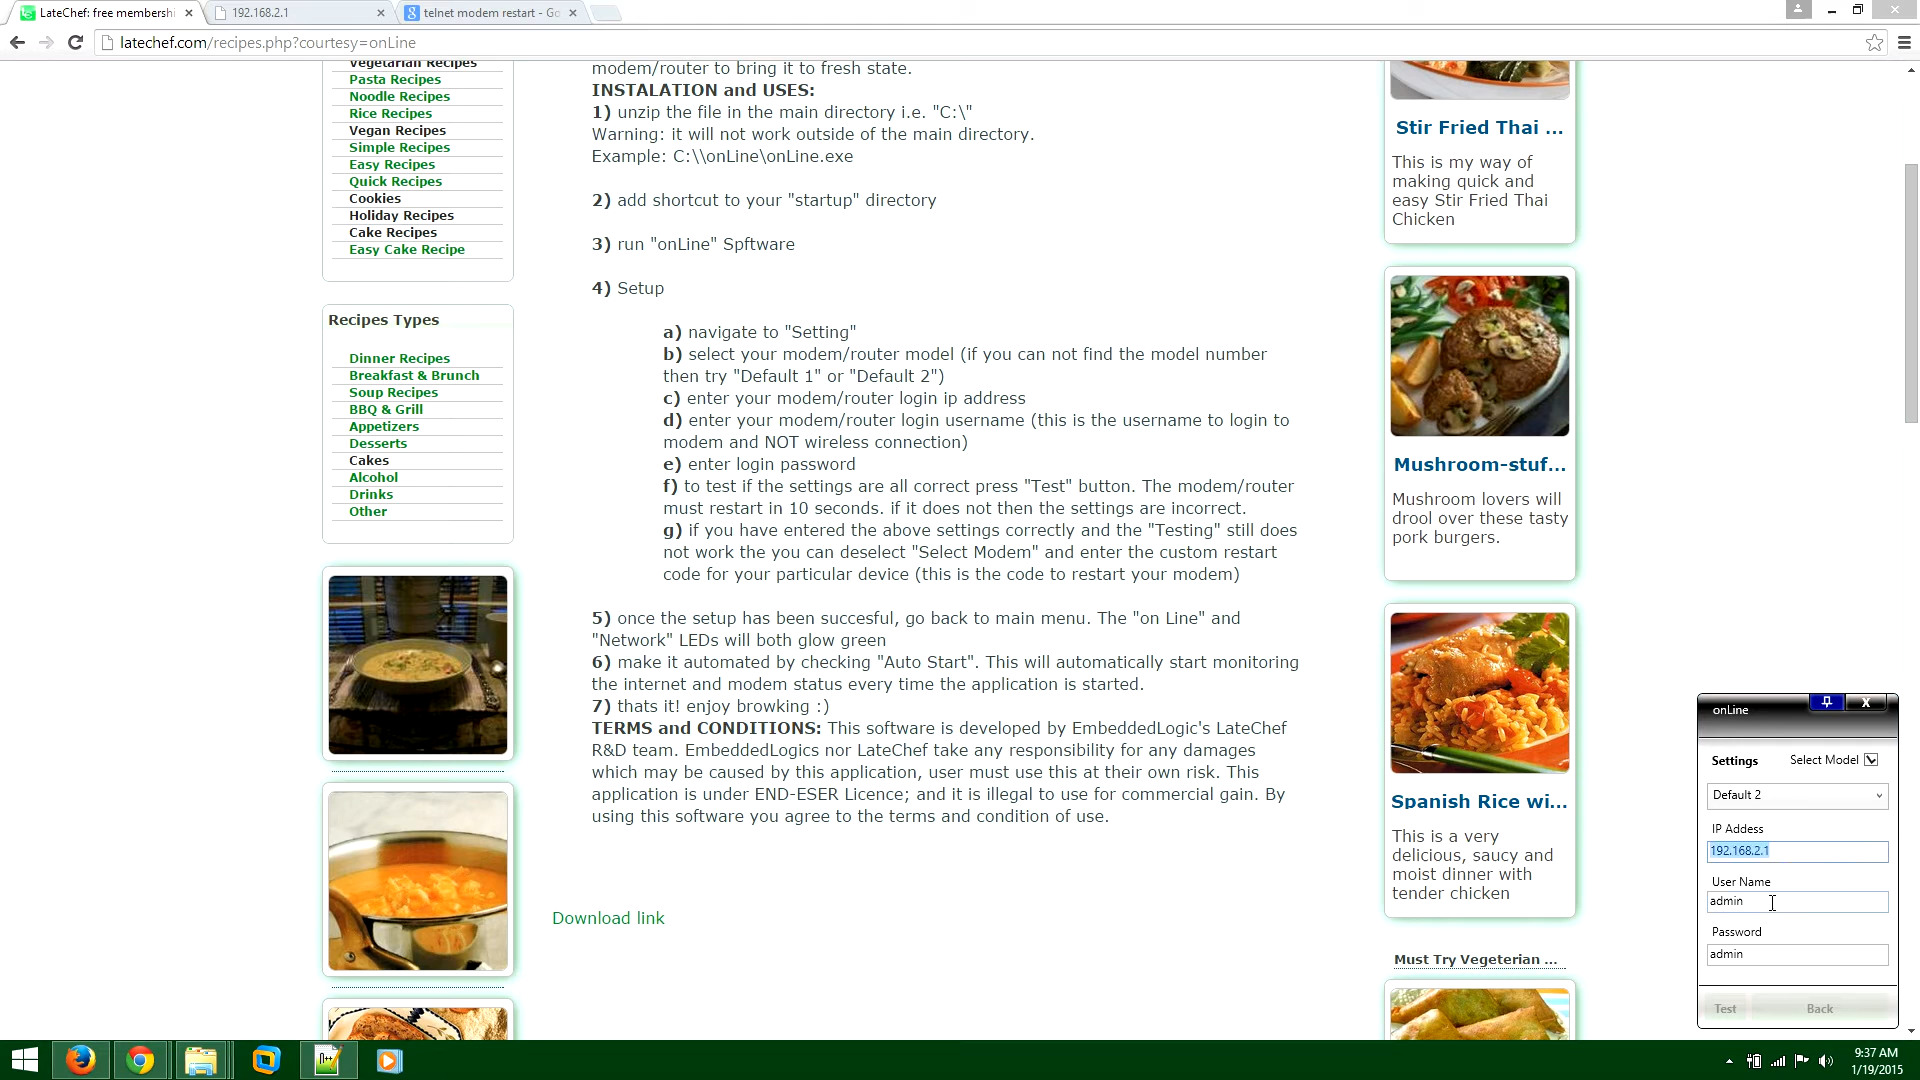 LateChef: free membershi
192.168.2.1
telnet modem restart - Go
latechef.com/recipes.php?courtesy=onLine
Vegetarian Recipes
Pasta Recipes
Noodle Recipes
Rice Recipes
Vegan Recipes
Simple Recipes
Easy Recipes
Quick Recipes
Cookies
Holiday Recipes
Cake Recipes
Easy Cake Recipe
Recipes Types
Dinner Recipes
Breakfast & Brunch
Soup Recipes
BBQ & Grill
Appetizers
Desserts
Cakes
Alcohol
Drinks
Other
modem/router to bring it to fresh state.
INSTALATION and USES:
1) unzip the file in the main directory i.e. "C:\"
Warning: it will not work outside of the main directory.
Example: C:\\onLine\onLine.exe
2) add shortcut to your "startup" directory
3) run "onLine" Spftware
4) Setup
a) navigate to "Setting"
b) select your modem/router model (if you can not find the model number
then try "Default 1" or "Default 2")
c) enter your modem/router login ip address
d) enter your modem/router login username (this is the username to login to
modem and NOT wireless connection)
e) enter login password
f) to test if the settings are all correct press "Test" button. The modem/router
must restart in 10 seconds. if it does not then the settings are incorrect.
g) if you have entered the above settings correctly and the "Testing" still does
not work the you can deselect "Select Modem" and enter the custom restart
code for your particular device (this is the code to restart your modem)
5) once the setup has been succesful, go back to main menu. The "on Line" and
"Network" LEDs will both glow green
6) make it automated by checking "Auto Start". This will automatically start monitoring
the internet and modem status every time the application is started.
7) thats it! enjoy browking :)
TERMS and CONDITIONS: This software is developed by EmbeddedLogic's LateChef
R&D team. EmbeddedLogics nor LateChef take any responsibility for any damages
which may be caused by this application, user must use this at their own risk. This
application is under END-ESER Licence; and it is illegal to use for commercial gain. By
using this software you agree to the terms and condition of use.
Download link
Stir Fried Thai ...
This is my way of
making quick and
easy Stir Fried Thai
Chicken
Mushroom-stuf...
Mushroom lovers will
drool over these tasty
pork burgers.
Spanish Rice wi...
This is a very
delicious, saucy and
moist dinner with
tender chicken
Must Try Vegeterian ...
onLine
X
Settings
Select Model
Default 2
IP Addess
192.168.2.1
User Name
admin
Password
admin
Test
Back
9:37 AM
1/19/2015